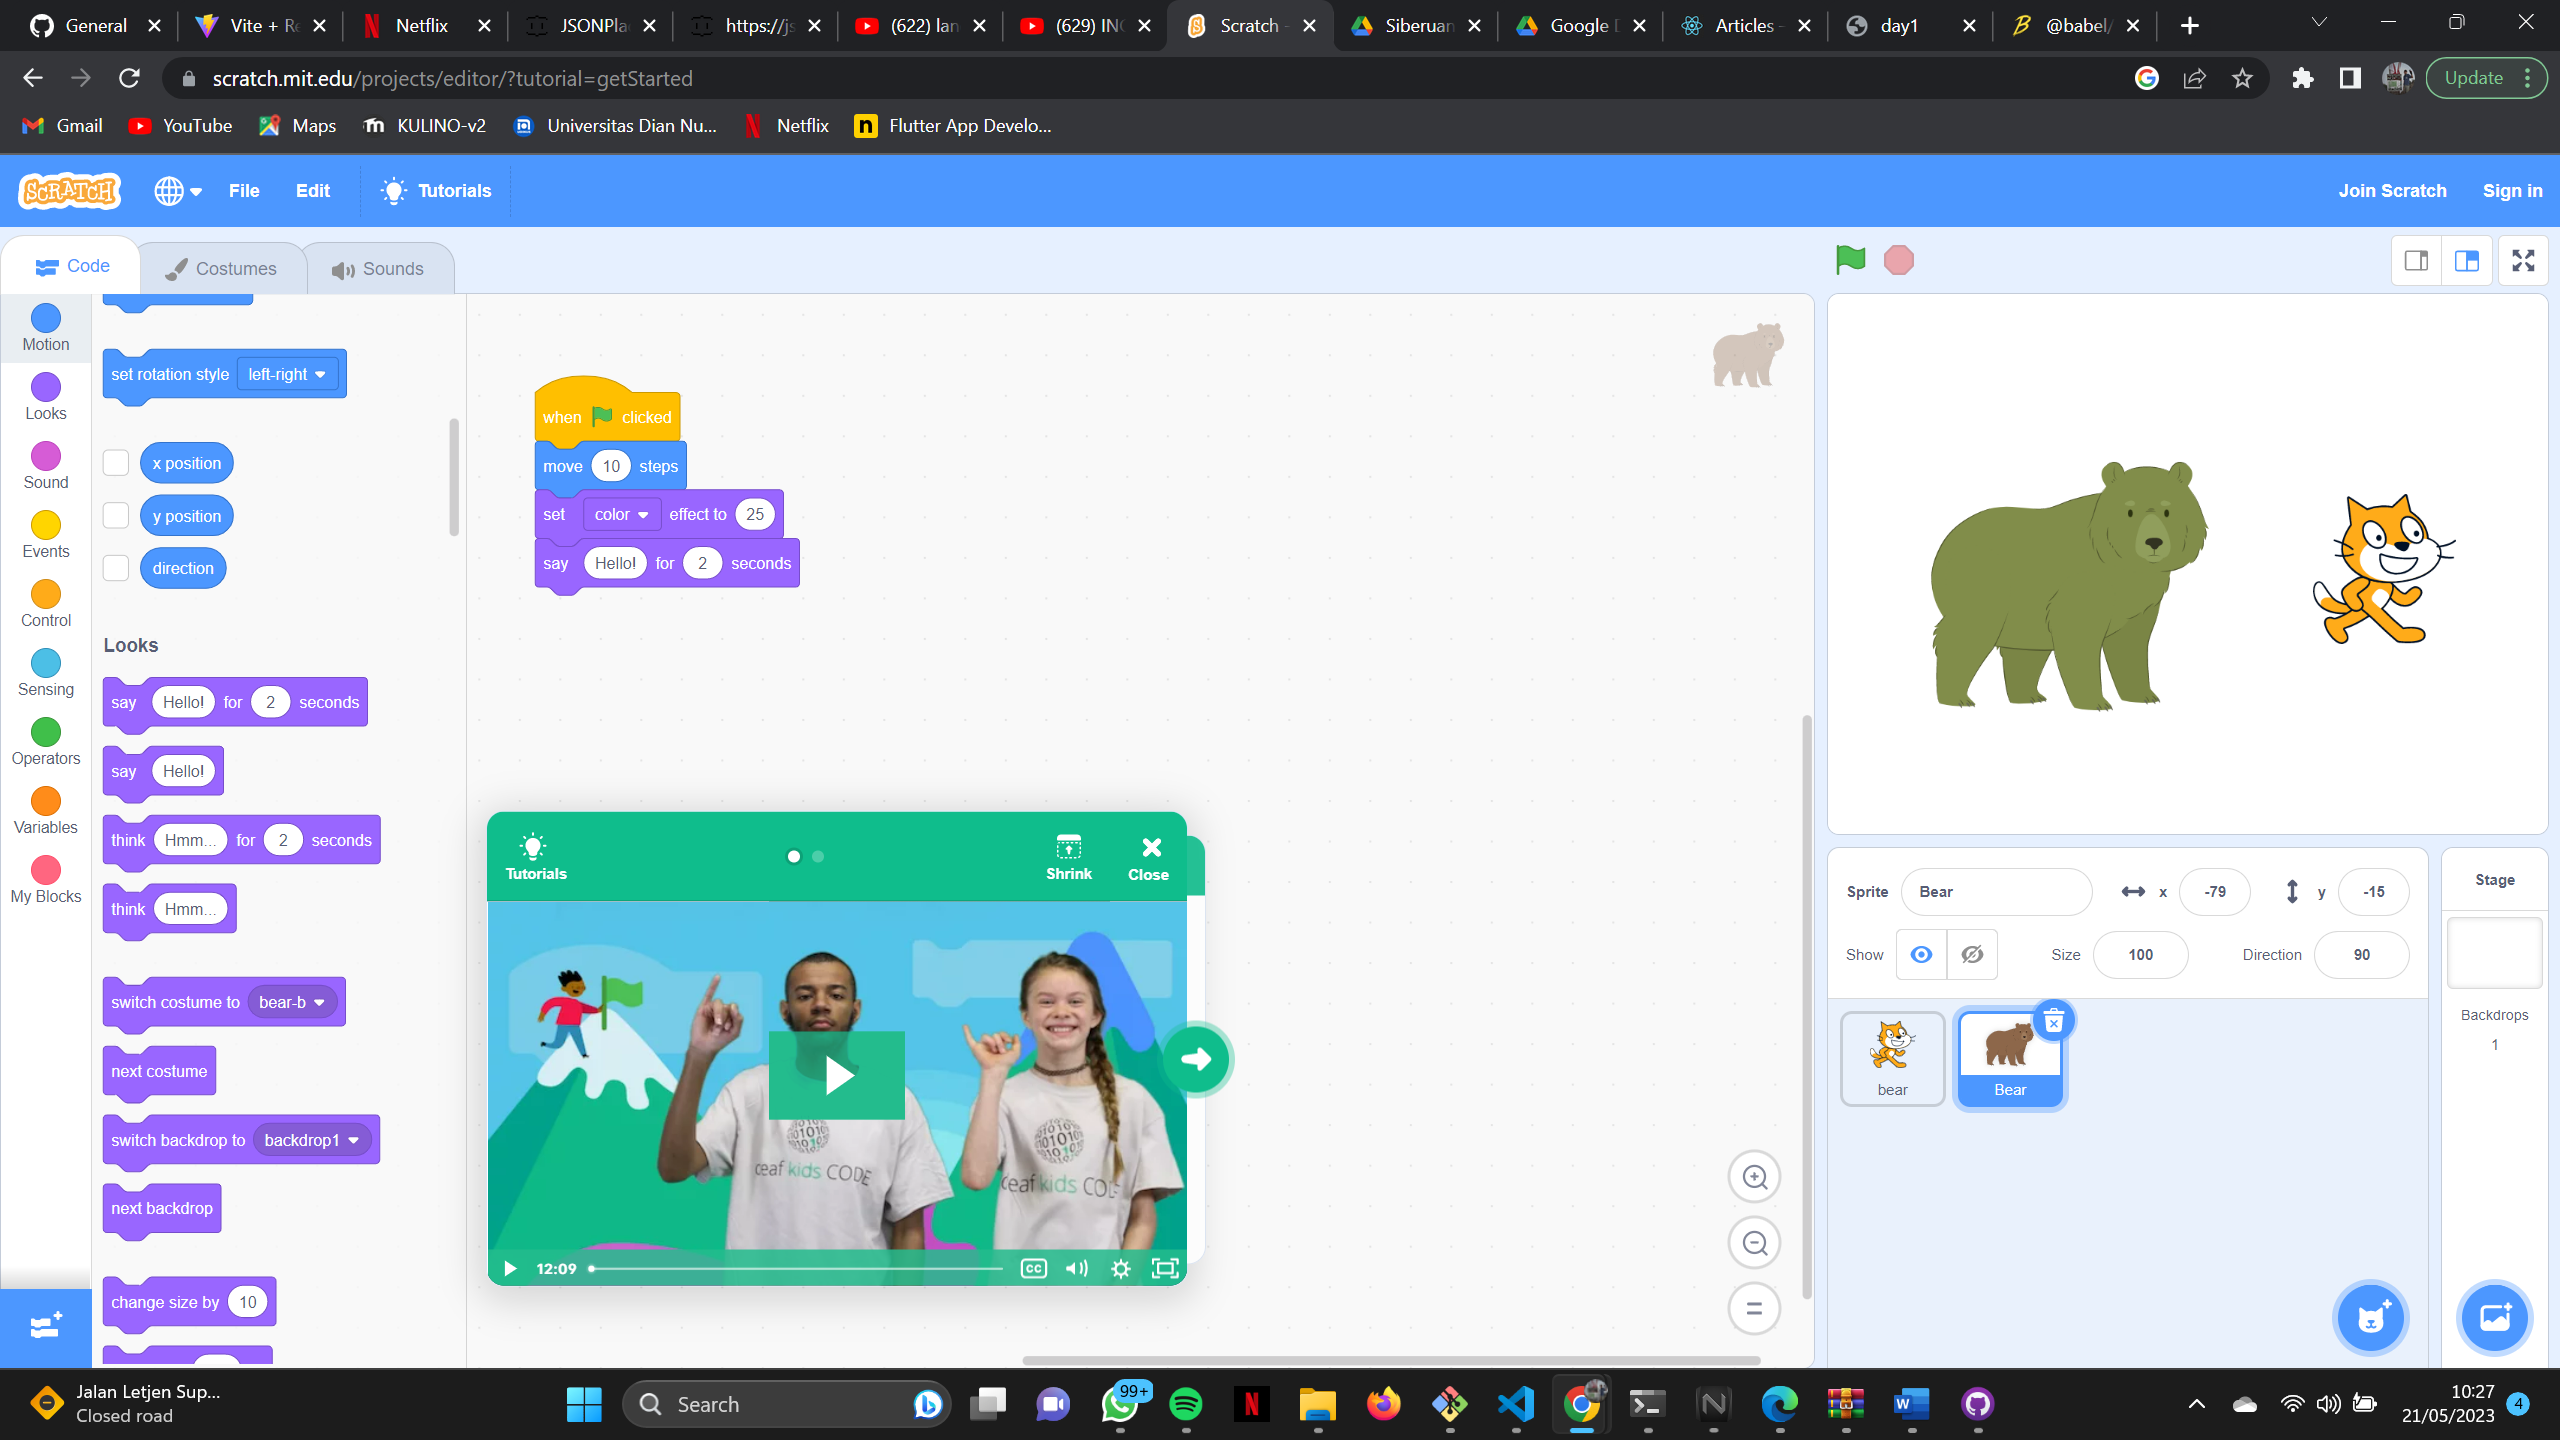 General
Vite + Re
Netflix
JSONPla
https://js
(622) lan
(629) IN
Scratch -
Siberuan
Google D
Articles -
day1
@babel/
scratch.mit.edu/projects/editor/?tutorial=getStarted
Update
Gmail
YouTube
Maps
KULINO-v2
Universitas Dian Nu...
Netflix
Flutter App Develo...
SCRATCH
File
Edit
Tutorials
Join Scratch
Sign in
Code
Costumes
Sounds
Motion
Looks
Sound
Events
Control
Sensing
Operators
Variables
My Blocks
set rotation style left-right
x position
y position
direction
Looks
say Hello! for 2 seconds
say Hello!
think Hmm... for 2 seconds
think Hmm...
switch costume to bear-b
next costume
switch backdrop to backdrop1
next backdrop
change size by 10
when clicked
move 10 steps
set color effect to 25
say Hello! for 2 seconds
Tutorials
Shrink
Close
deaf kids CODE
deaf kids CODE
12:09
CC
Sprite Bear x -79 y -15
Show Size 100 Direction 90
bear
Bear
Stage
Backdrops
1
Jalan Letjen Sup...
Closed road
Search
99+
10:27
21/05/2023
4